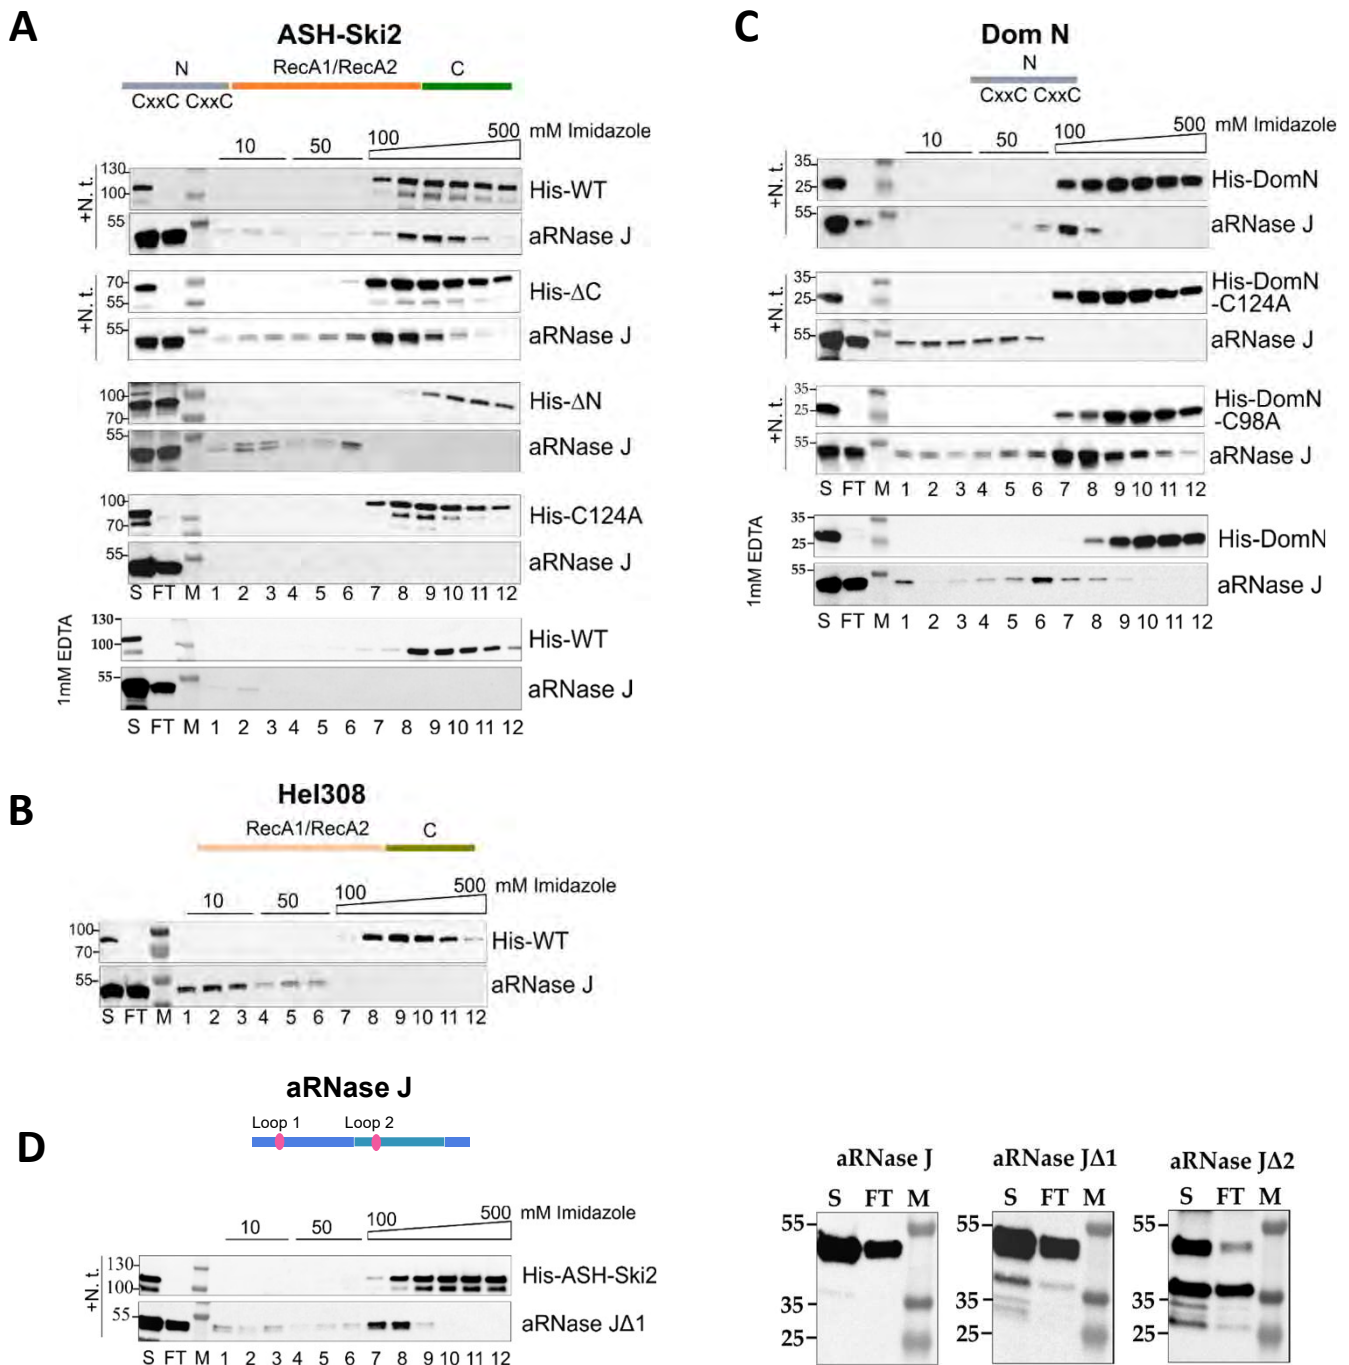 A
ASH-Ski2
N RecA1/RecA2 C
CxxC CxxC
10 50 100 500 mM Imidazole
+N. t.
130
100
His-WT
55
aRNase J
+N. t.
70
55
His-ΔC
55
aRNase J
100
70
His-ΔN
55
aRNase J
100
70
His-C124A
55
aRNase J
S FT M 1 2 3 4 5 6 7 8 9 10 11 12
1mM EDTA
130
100
His-WT
55
aRNase J
S FT M 1 2 3 4 5 6 7 8 9 10 11 12
B
Hel308
RecA1/RecA2 C
10 50 100 500 mM Imidazole
100
70
His-WT
55
aRNase J
S FT M 1 2 3 4 5 6 7 8 9 10 11 12
C
Dom N
N
CxxC CxxC
10 50 100 500 mM Imidazole
+N. t.
35
25
His-DomN
55
aRNase J
+N. t.
35
25
His-DomN
-C124A
55
aRNase J
+N. t.
35
25
His-DomN
-C98A
55
aRNase J
S FT M 1 2 3 4 5 6 7 8 9 10 11 12
1mM EDTA
35
25
His-DomN
55
aRNase J
S FT M 1 2 3 4 5 6 7 8 9 10 11 12
D
aRNase J
Loop 1 Loop 2
10 50 100 500 mM Imidazole
+N. t.
130
100
His-ASH-Ski2
55
aRNase JΔ1
S FT M 1 2 3 4 5 6 7 8 9 10 11 12
aRNase J
S FT M
55
35
25
aRNase JΔ1
S FT M
55
35
25
aRNase JΔ2
S FT M
55
35
25